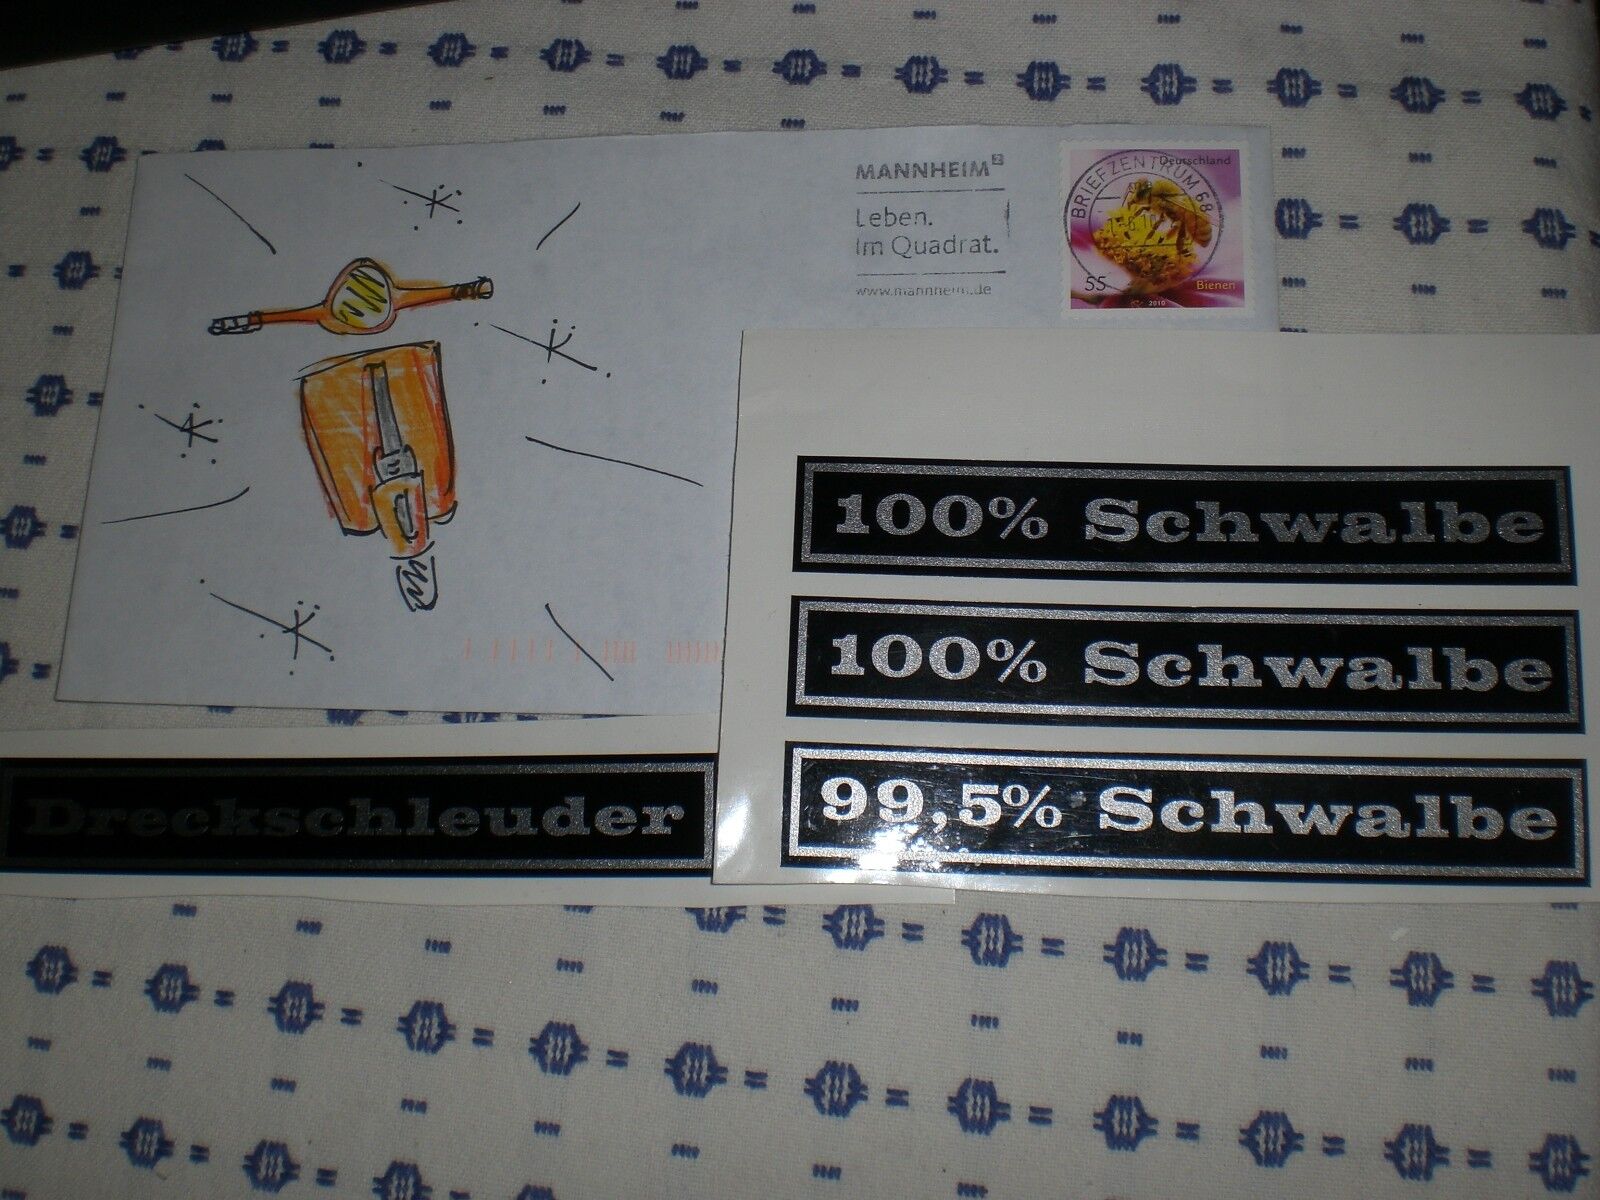 MANNHEIM²
Leben.
Im Quadrat.
www.mannheim.de
BRIEFZENTRUM 68
Deutschland
55
Bienen
2010
100% Schwalbe
100% Schwalbe
99,5% Schwalbe
Dreckschleuder